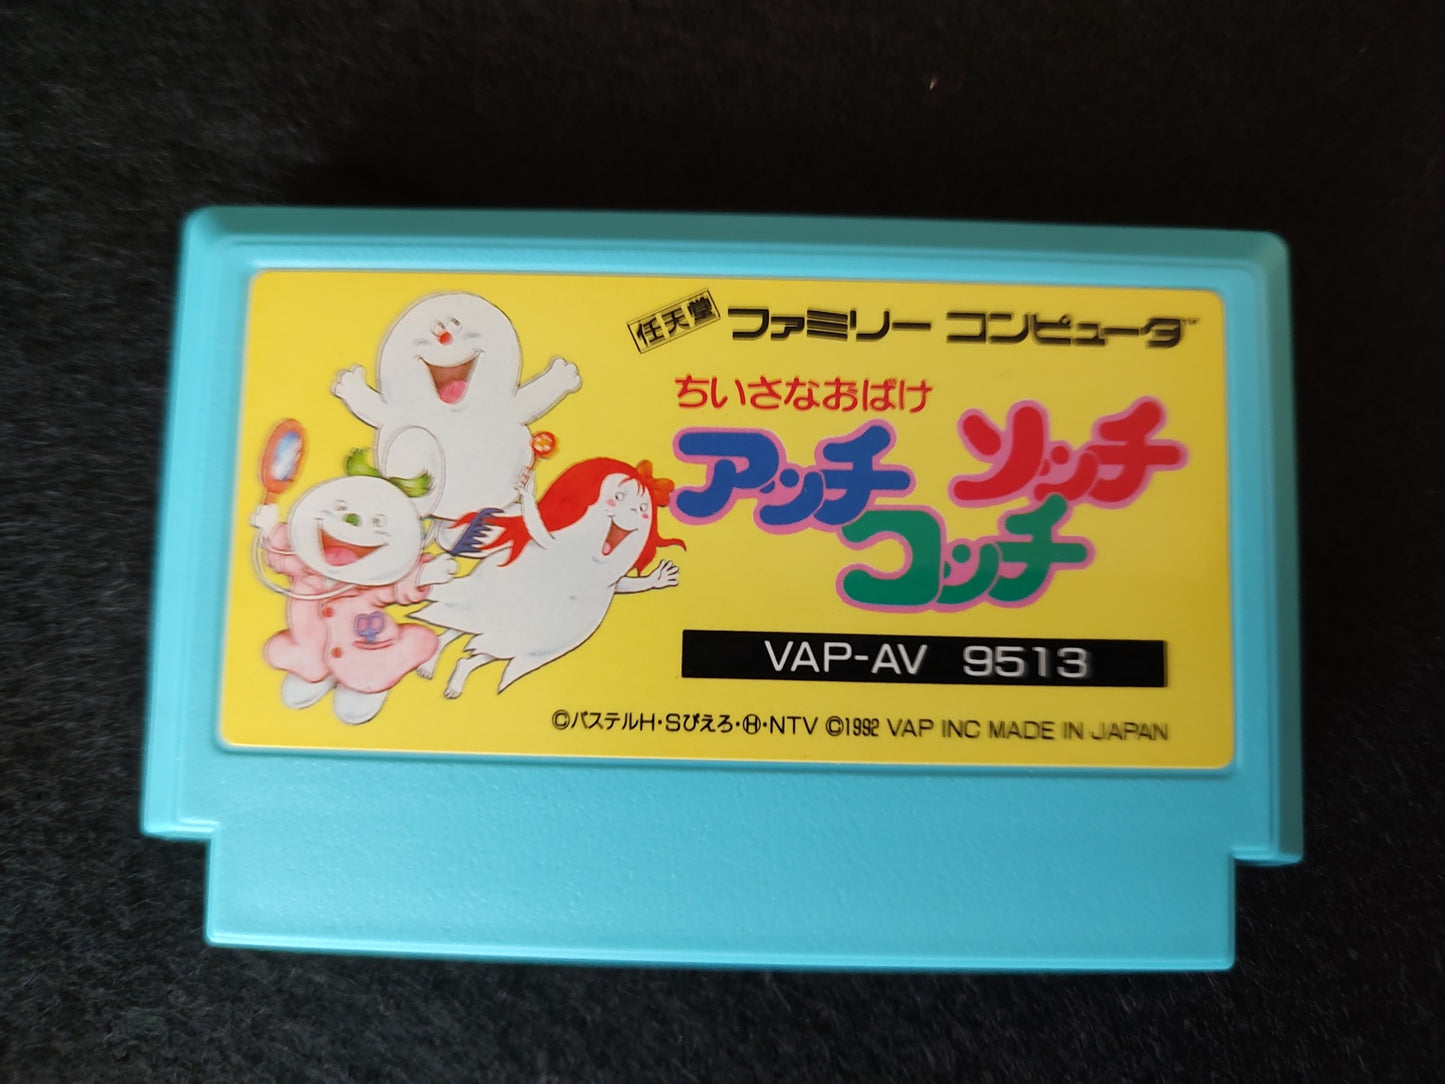 任天堂 ファミリー コンピュータ™
ちいさなおばけ
アッチ ソッチ
コッチ
VAP-AV 9513
©パステルH・Sぴえろ・Ⓗ・NTV ©1992 VAP INC MADE IN JAPAN